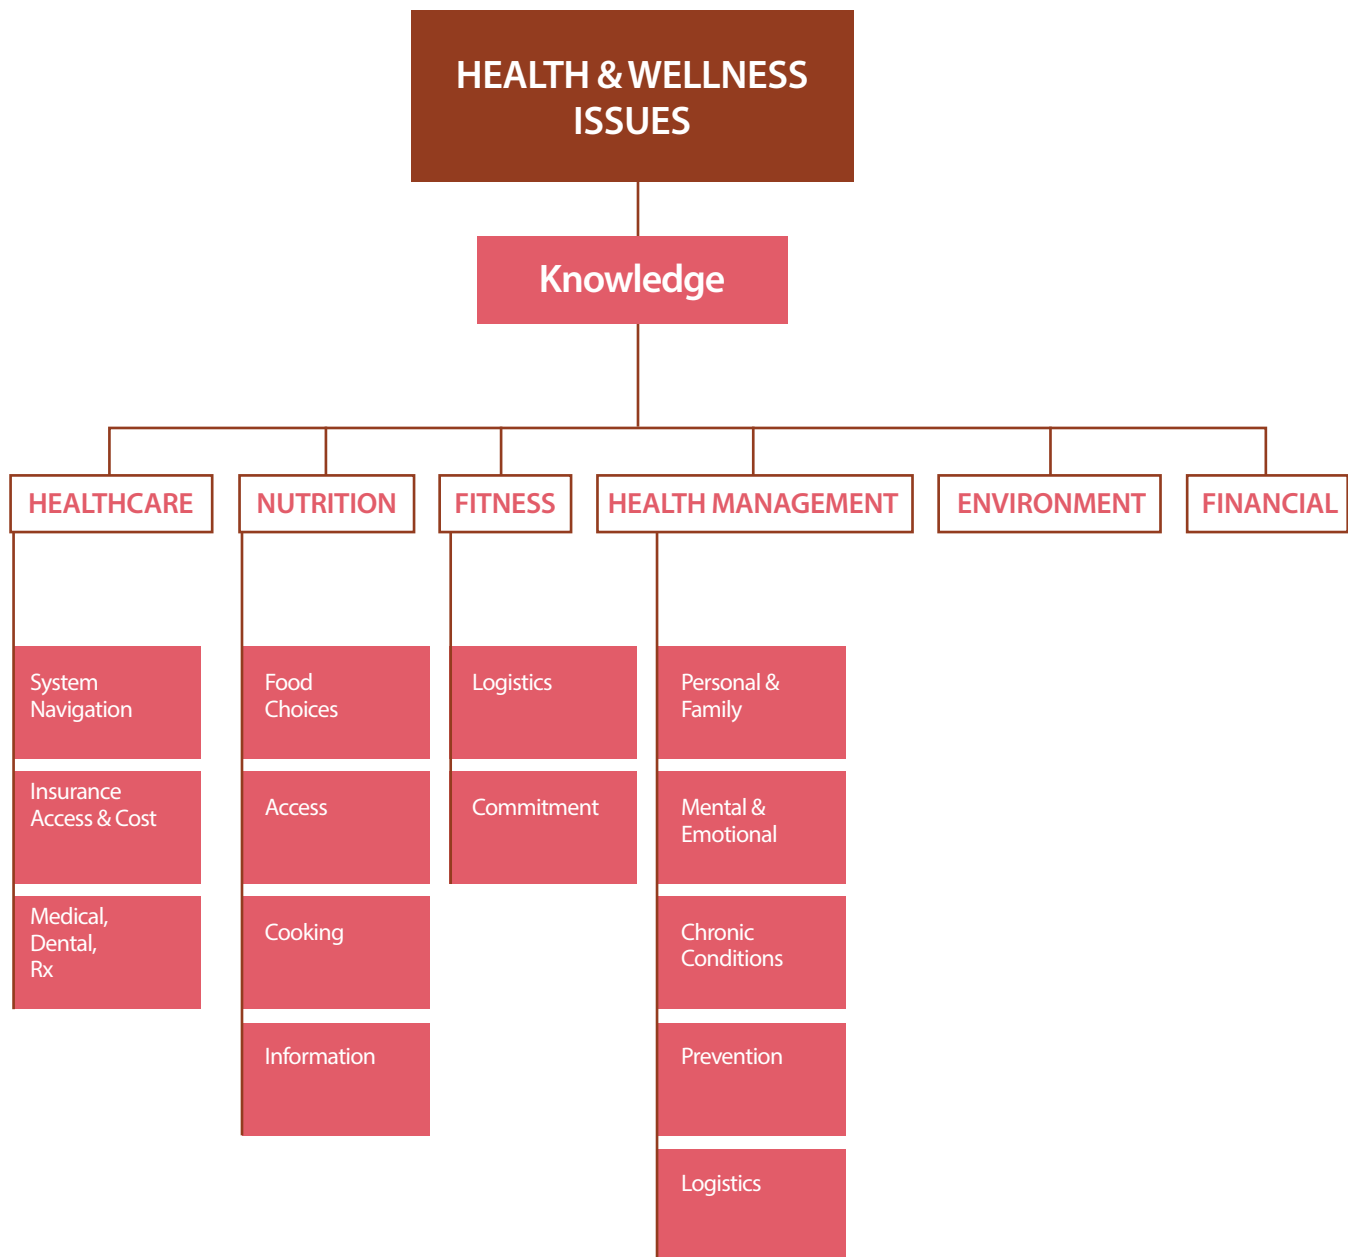 HEALTH & WELLNESS
ISSUES
Knowledge
HEALTHCARE
NUTRITION
FITNESS
HEALTH MANAGEMENT
ENVIRONMENT
FINANCIAL
System
Navigation
Insurance
Access & Cost
Medical,
Dental,
Rx
Food
Choices
Access
Cooking
Information
Logistics
Commitment
Personal &
Family
Mental &
Emotional
Chronic
Conditions
Prevention
Logistics